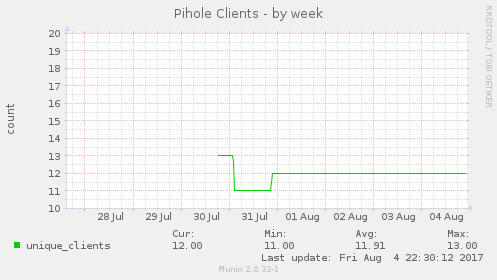 Pihole Clients - by week
RRDTOOL / TOBI OETIKER
count
20
19
18
17
16
15
14
13
12
11
10
28 Jul 29 Jul 30 Jul 31 Jul 01 Aug 02 Aug 03 Aug 04 Aug
Cur: Min: Avg: Max:
unique_clients 12.00 11.00 11.91 13.00
Last update: Fri Aug 4 22:30:12 2017
Munin 2.0.33-1